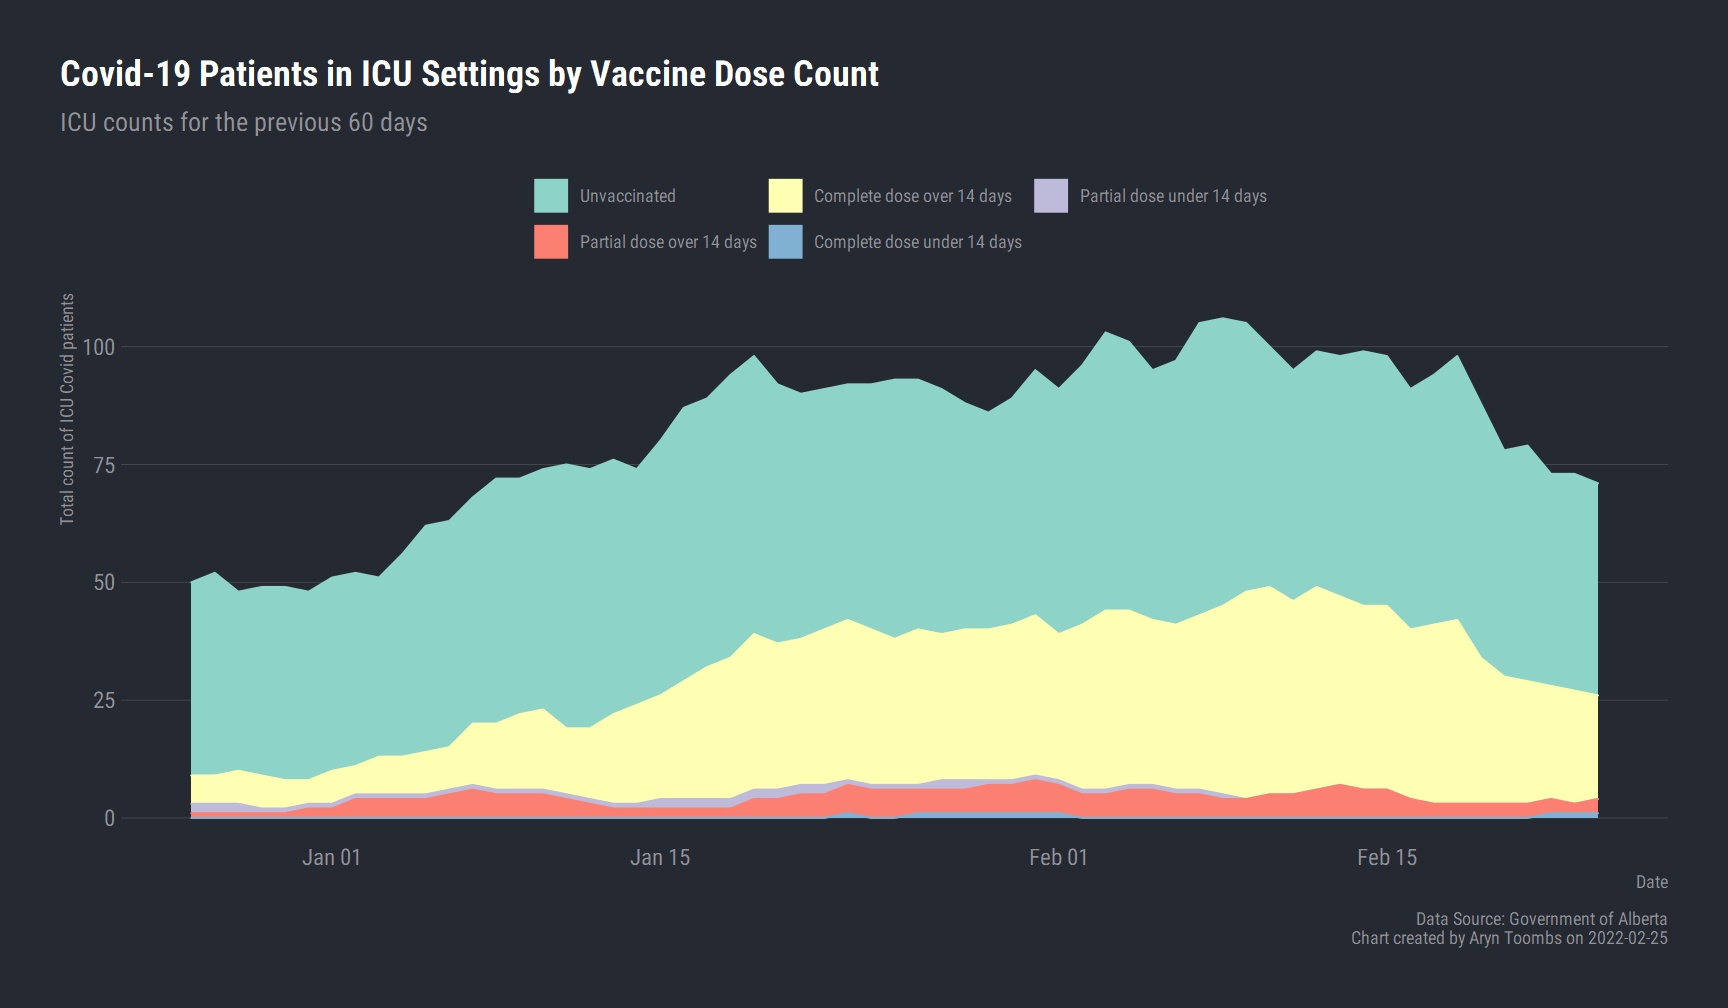 Covid-19 Patients in ICU Settings by Vaccine Dose Count
ICU counts for the previous 60 days
Unvaccinated
Complete dose over 14 days
Partial dose under 14 days
Partial dose over 14 days
Complete dose under 14 days
Total count of ICU Covid patients
100
75
50
25
0
Jan 01
Jan 15
Feb 01
Feb 15
Date
Data Source: Government of Alberta
Chart created by Aryn Toombs on 2022-02-25